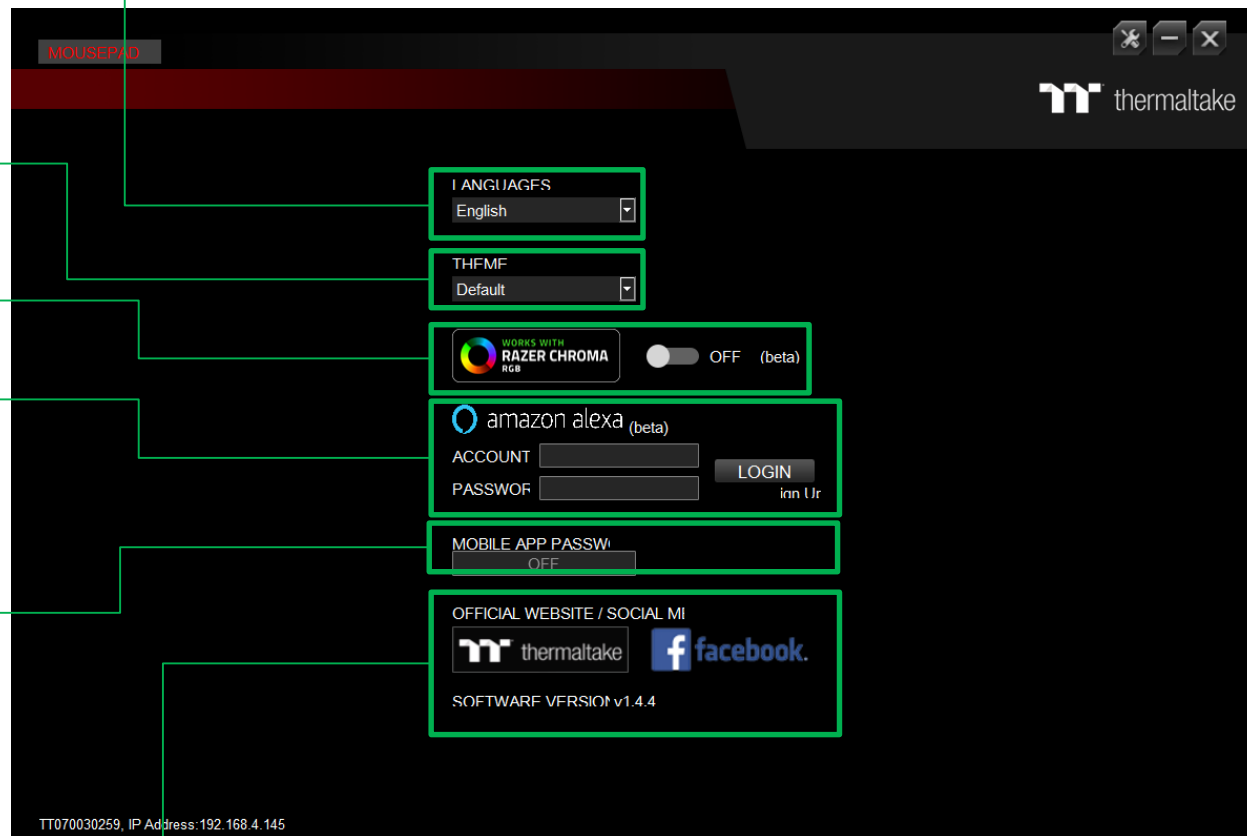 MOUSEPAD
thermaltake
LANGUAGES
English
THEME
Default
WORKS WITH
RAZER CHROMA
RGB
OFF (beta)
amazon alexa (beta)
ACCOUNT
PASSWOR
LOGIN
ign Up
MOBILE APP PASSW
OFF
OFFICIAL WEBSITE / SOCIAL MI
thermaltake
facebook.
SOFTWARE VERSION v1.4.4
TT070030259, IP Address:192.168.4.145